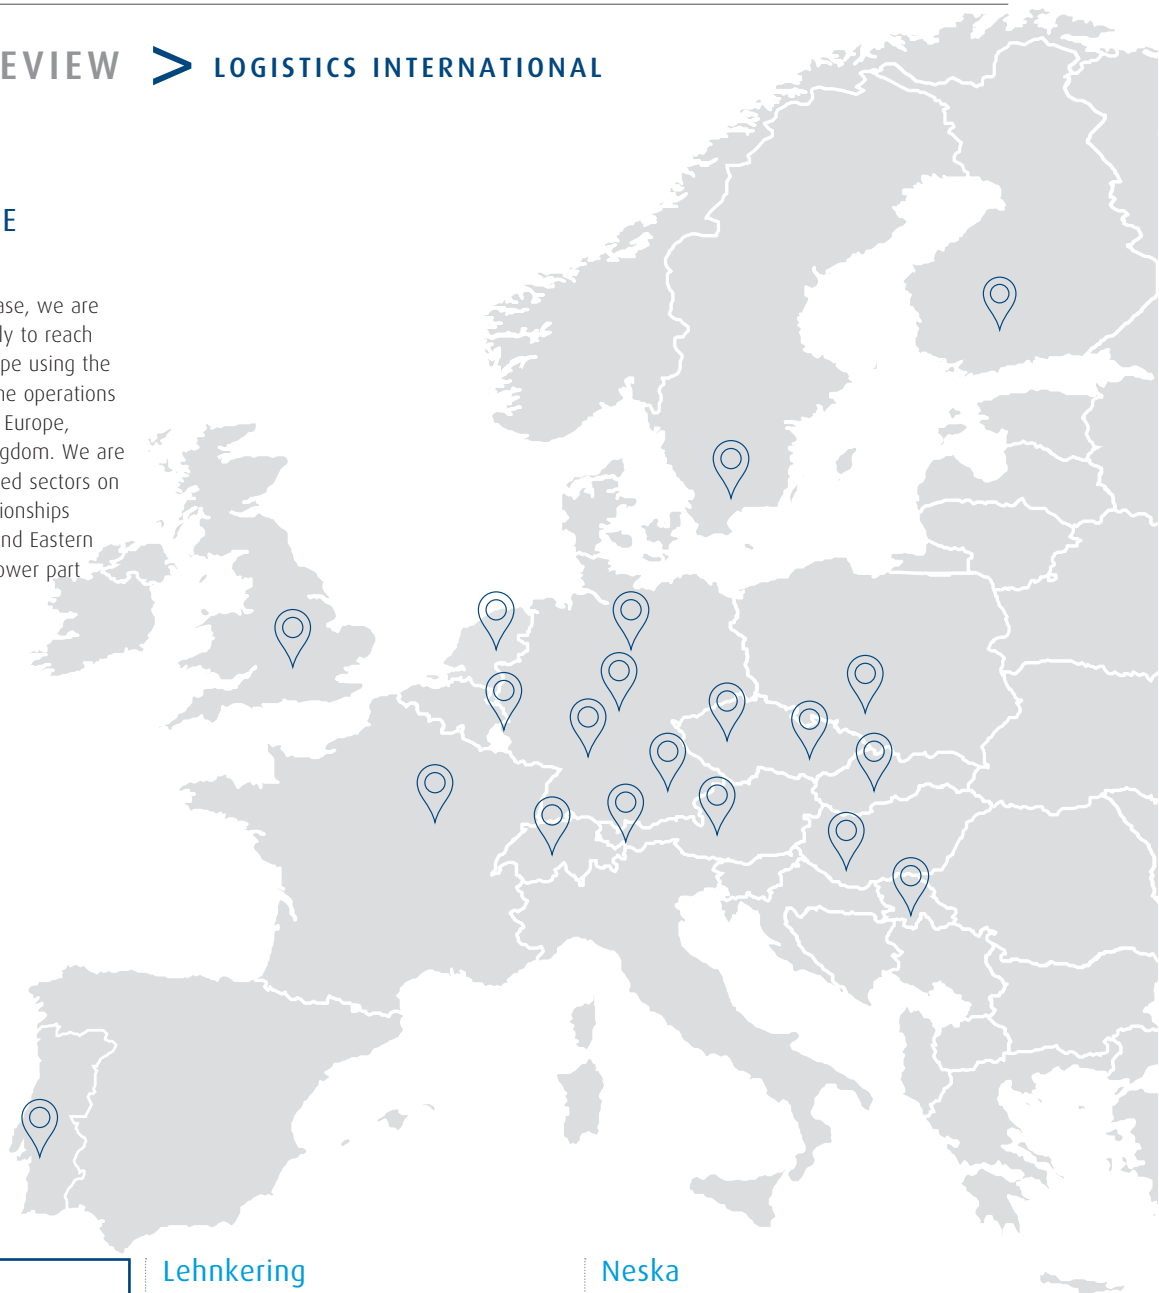 EVIEW > LOGISTICS INTERNATIONAL
E
ase, we are
ly to reach
pe using the
ne operations
Europe,
gdom. We are
ed sectors on
ionships
nd Eastern
ower part
Lehnkering
Neska